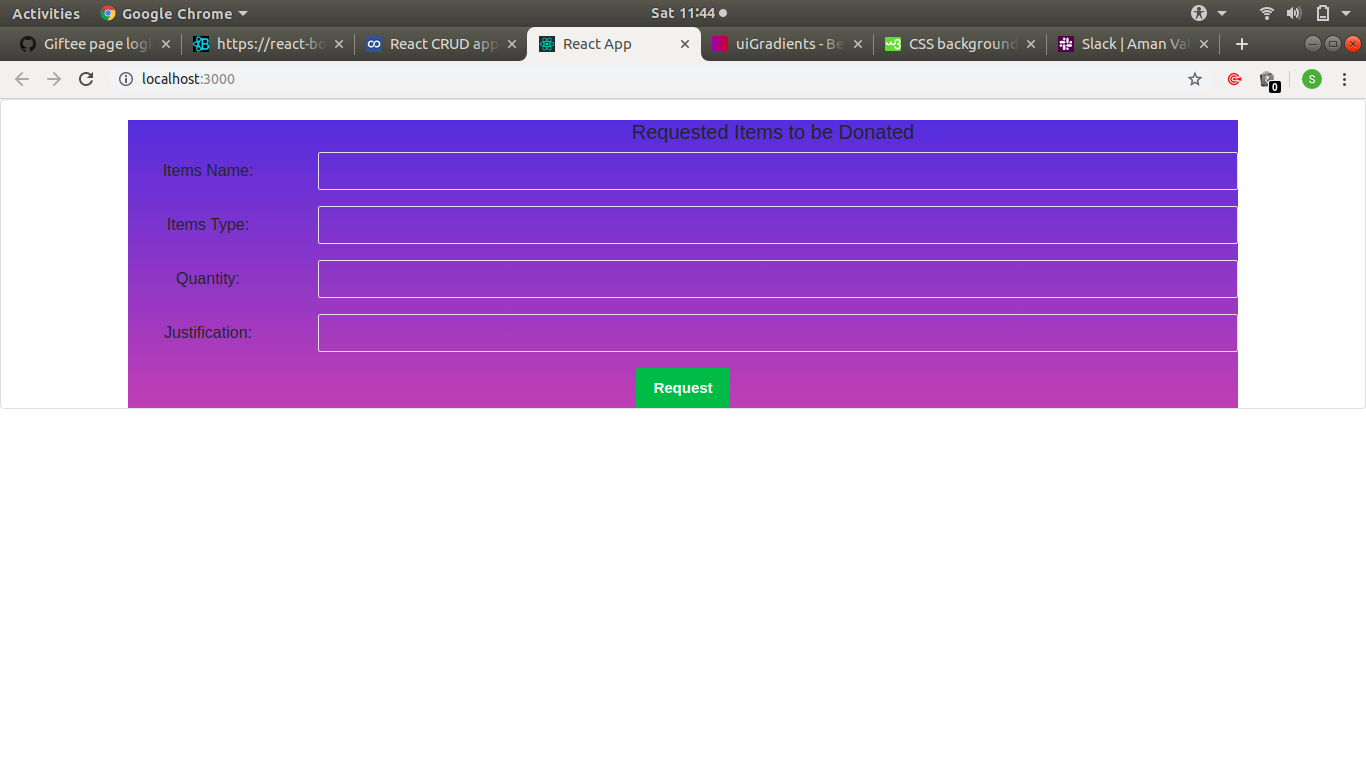 Activities Google Chrome Sat 11:44
Giftee page logi https://react-bo React CRUD app React App uiGradients - Be CSS background Slack | Aman Val
localhost:3000 0 S
Requested Items to be Donated
Items Name:
Items Type:
Quantity:
Justification:
Request